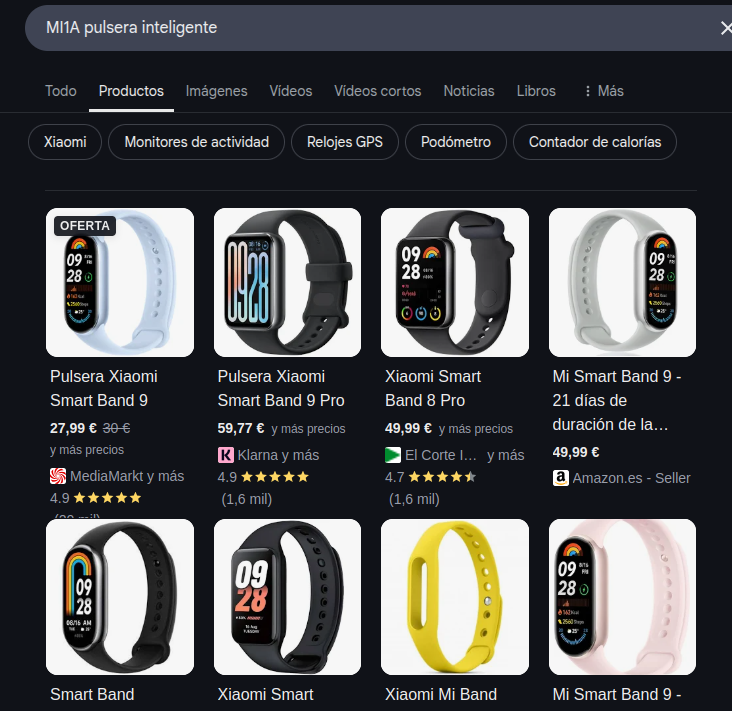 MI1A pulsera inteligente
Todo Productos Imágenes Vídeos Vídeos cortos Noticias Libros Más
Xiaomi Monitores de actividad Relojes GPS Podómetro Contador de calorías
OFERTA
Pulsera Xiaomi
Smart Band 9
27,99 € 30 €
y más precios
MediaMarkt y más
4.9
Pulsera Xiaomi
Smart Band 9 Pro
59,77 € y más precios
Klarna y más
4.9
(1,6 mil)
Xiaomi Smart
Band 8 Pro
49,99 € y más precios
El Corte I... y más
4.7
(1,6 mil)
Mi Smart Band 9 -
21 días de
duración de la...
49,99 €
Amazon.es - Seller
09
28
0928
09
28
09
28
Smart Band
Xiaomi Smart
Xiaomi Mi Band
Mi Smart Band 9 -
09
28
08/16 AM
09
28
09
28